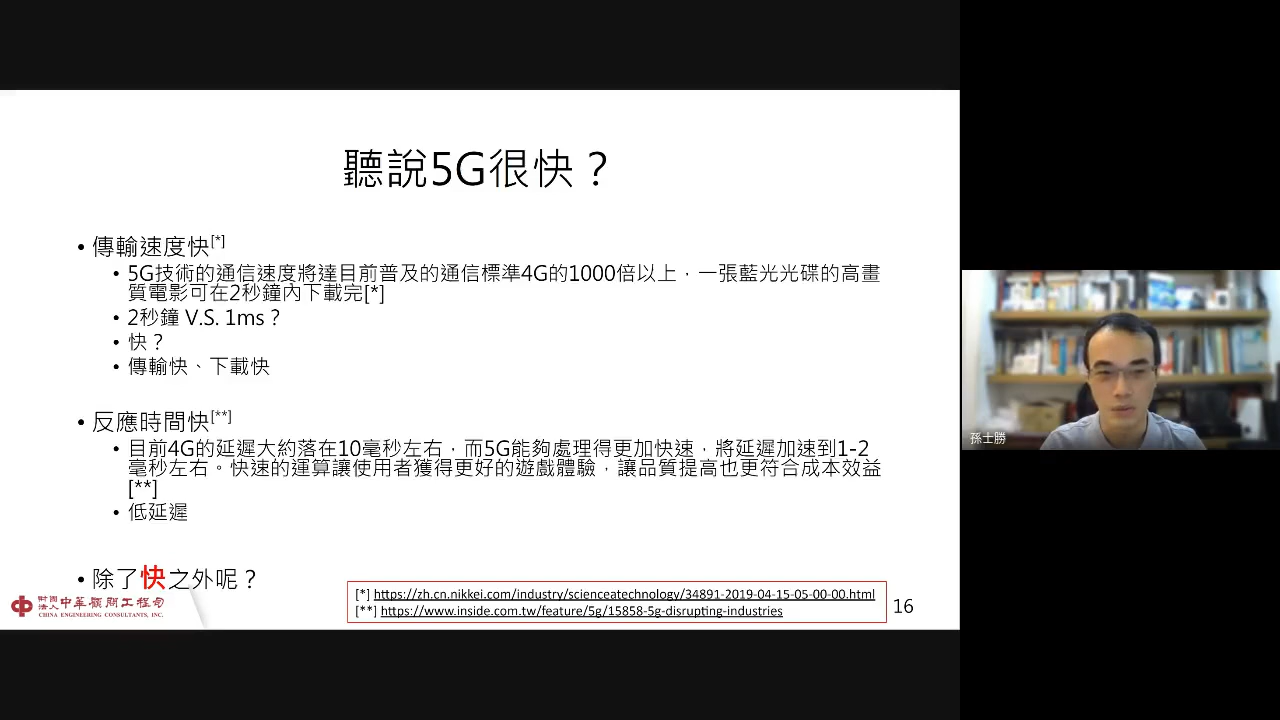 聽說5G很快？
• 傳輸速度快[*]
• 5G技術的通信速度將達目前普及的通信標準4G的1000倍以上，一張藍光光碟的高畫
質電影可在2秒鐘內下載完[*]
• 2秒鐘 V.S. 1ms？
• 快？
• 傳輸快、下載快
• 反應時間快[**]
• 目前4G的延遲大約落在10毫秒左右，而5G能夠處理得更加快速，將延遲加速到1-2
毫秒左右。快速的運算讓使用者獲得更好的遊戲體驗，讓品質提高也更符合成本效益
[**]
• 低延遲
• 除了快之外呢？
[*] https://zh.cn.nikkei.com/industry/scienceatechnology/34891-2019-04-15-05-00-00.html
[**] https://www.inside.com.tw/feature/5g/15858-5g-disrupting-industries
16
財團法人中華顧問工程司
CHINA ENGINEERING CONSULTANTS, INC.
孫士勝